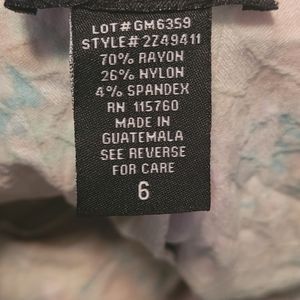 LOT#GM6359
STYLE# 2Z49411
70% RAYON
26% NYLON
4% SPANDEX
RN 115760
MADE IN
GUATEMALA
SEE REVERSE
FOR CARE
6